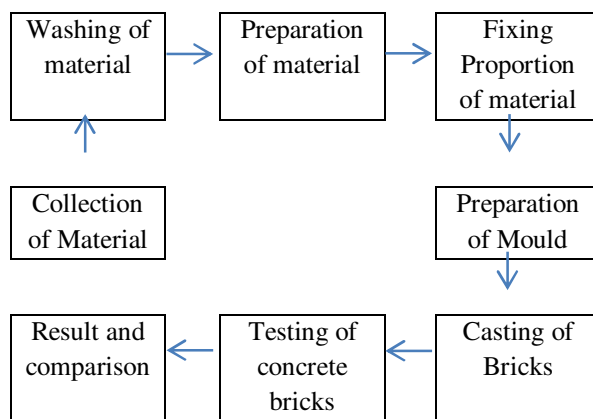 Washing of
material
Preparation
of material
Fixing
Proportion
of material
Collection
of Material
Preparation
of Mould
Result and
comparison
Testing of
concrete
bricks
Casting of
Bricks